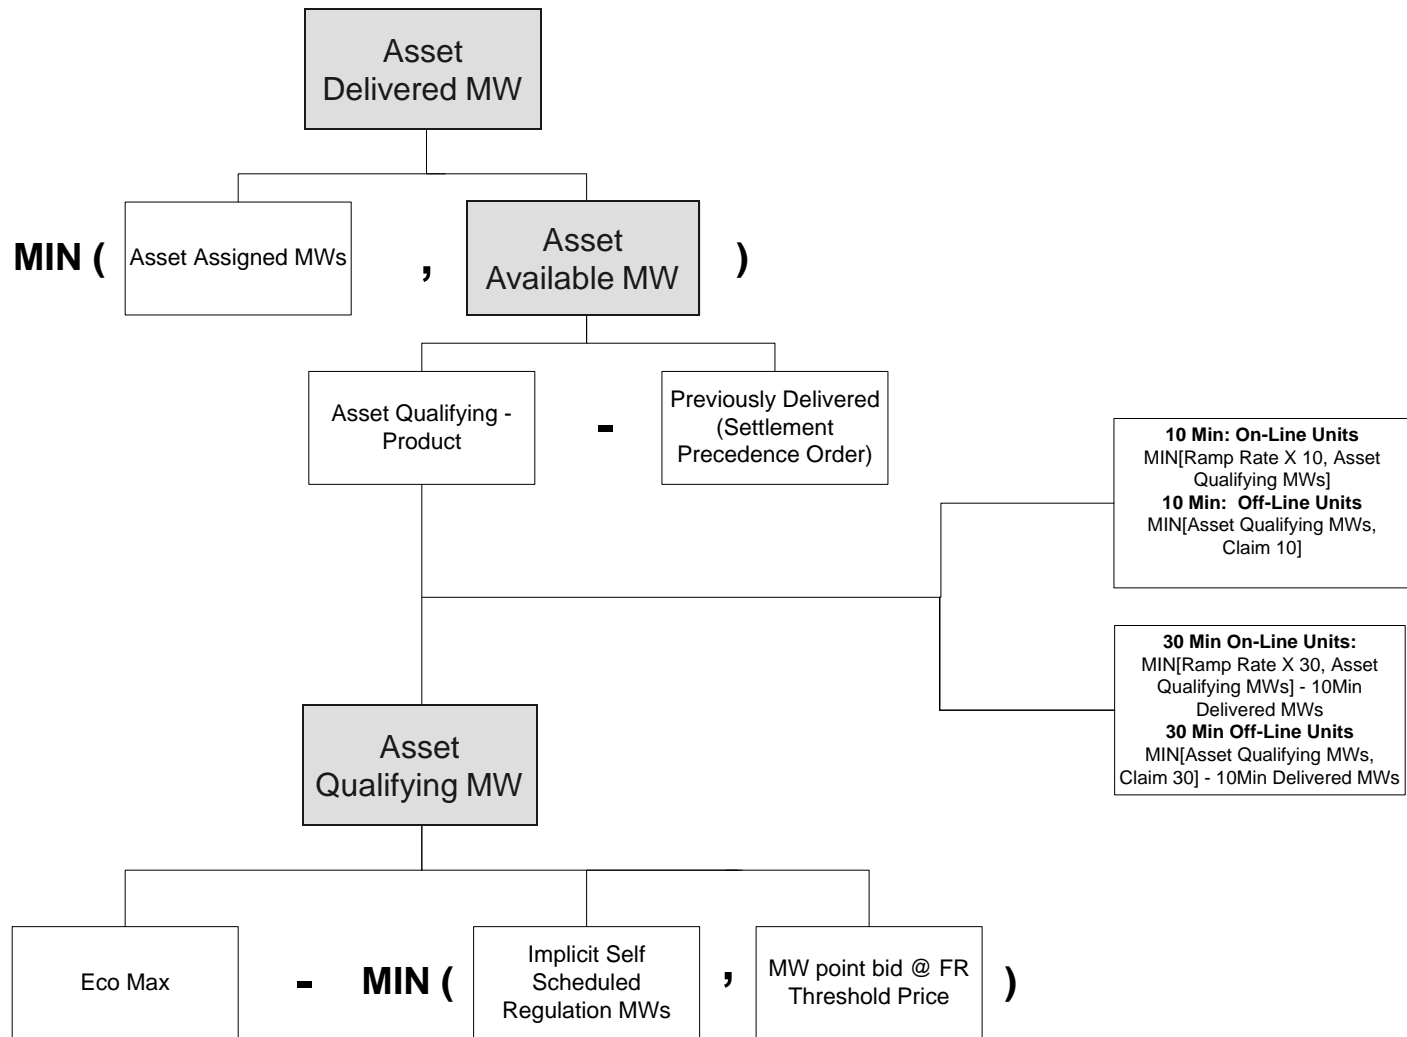 Asset
Delivered MW
MIN (
Asset Assigned MWs
,
Asset
Available MW
)
Asset Qualifying -
Product
-
Previously Delivered
(Settlement
Precedence Order)
10 Min: On-Line Units
MIN[Ramp Rate X 10, Asset
Qualifying MWs]
10 Min:  Off-Line Units
MIN[Asset Qualifying MWs,
Claim 10]
30 Min On-Line Units:
MIN[Ramp Rate X 30, Asset
Qualifying MWs] - 10Min
Delivered MWs
30 Min Off-Line Units
MIN[Asset Qualifying MWs,
Claim 30] - 10Min Delivered MWs
Asset
Qualifying MW
Eco Max
-
MIN (
Implicit Self
Scheduled
Regulation MWs
,
MW point bid @ FR
Threshold Price
)